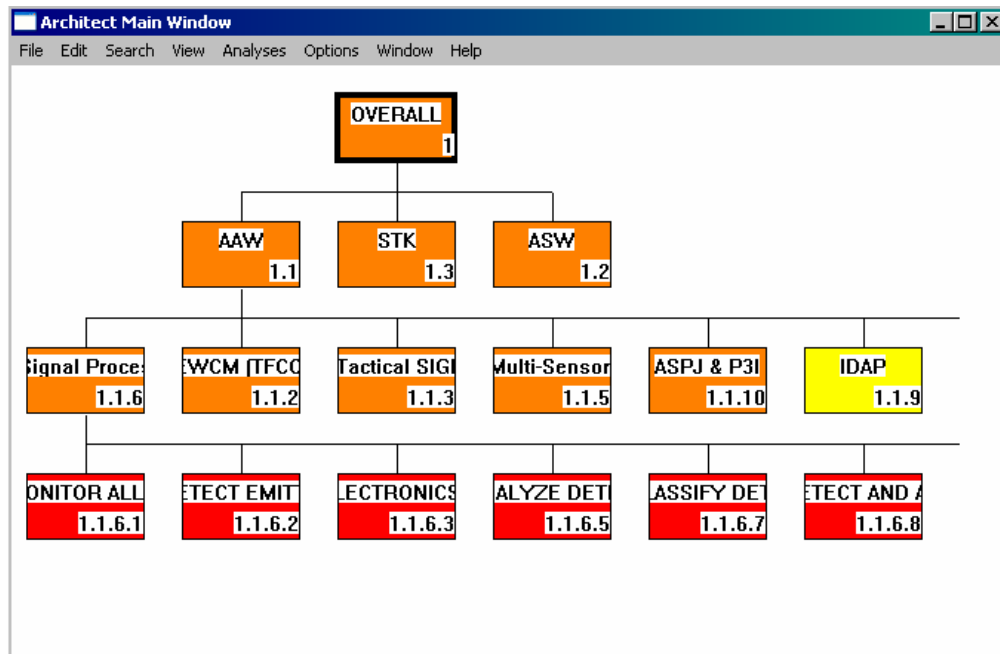 Architect Main Window
File Edit Search View Analyses Options Window Help
OVERALL
1
AAW STK ASW
1.1 1.3 1.2
Signal Proces EWCM (TFCC Tactical SIGI Multi-Sensor ASPJ & P3I IDAP
1.1.6 1.1.2 1.1.3 1.1.5 1.1.10 1.1.9
ONITOR ALL ETECT EMIT LECTRONICS ALYZE DET LASSIFY DET ETECT AND A
1.1.6.1 1.1.6.2 1.1.6.3 1.1.6.5 1.1.6.7 1.1.6.8